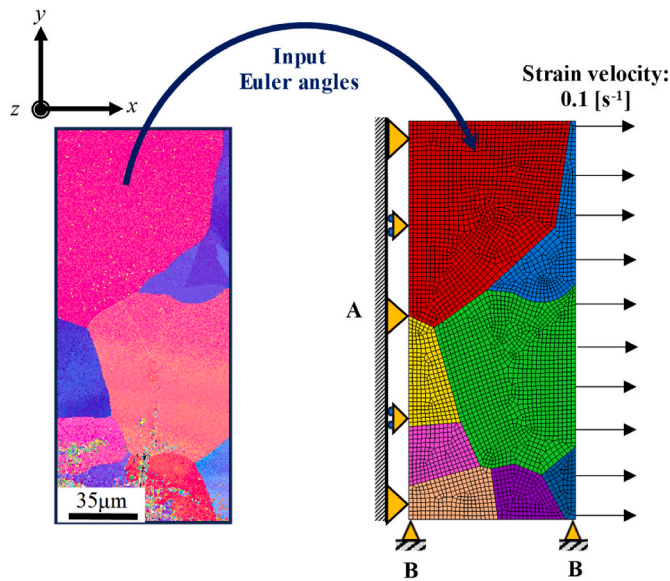 y
z
x
Input
Euler angles
Strain velocity:
0.1 [s⁻¹]
A
35μm
B
B